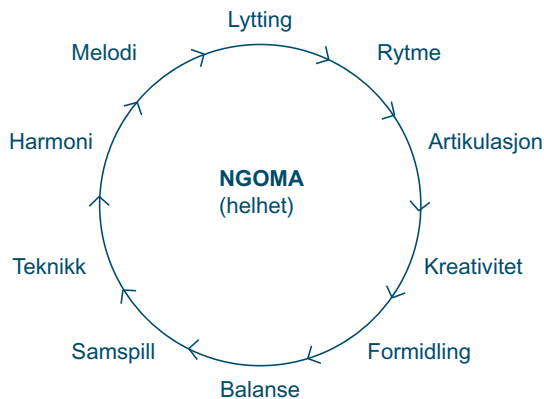 Lytting
Rytme
Artikulasjon
Kreativitet
Formidling
Balanse
Samspill
Teknikk
Harmoni
Melodi
NGOMA
(helhet)